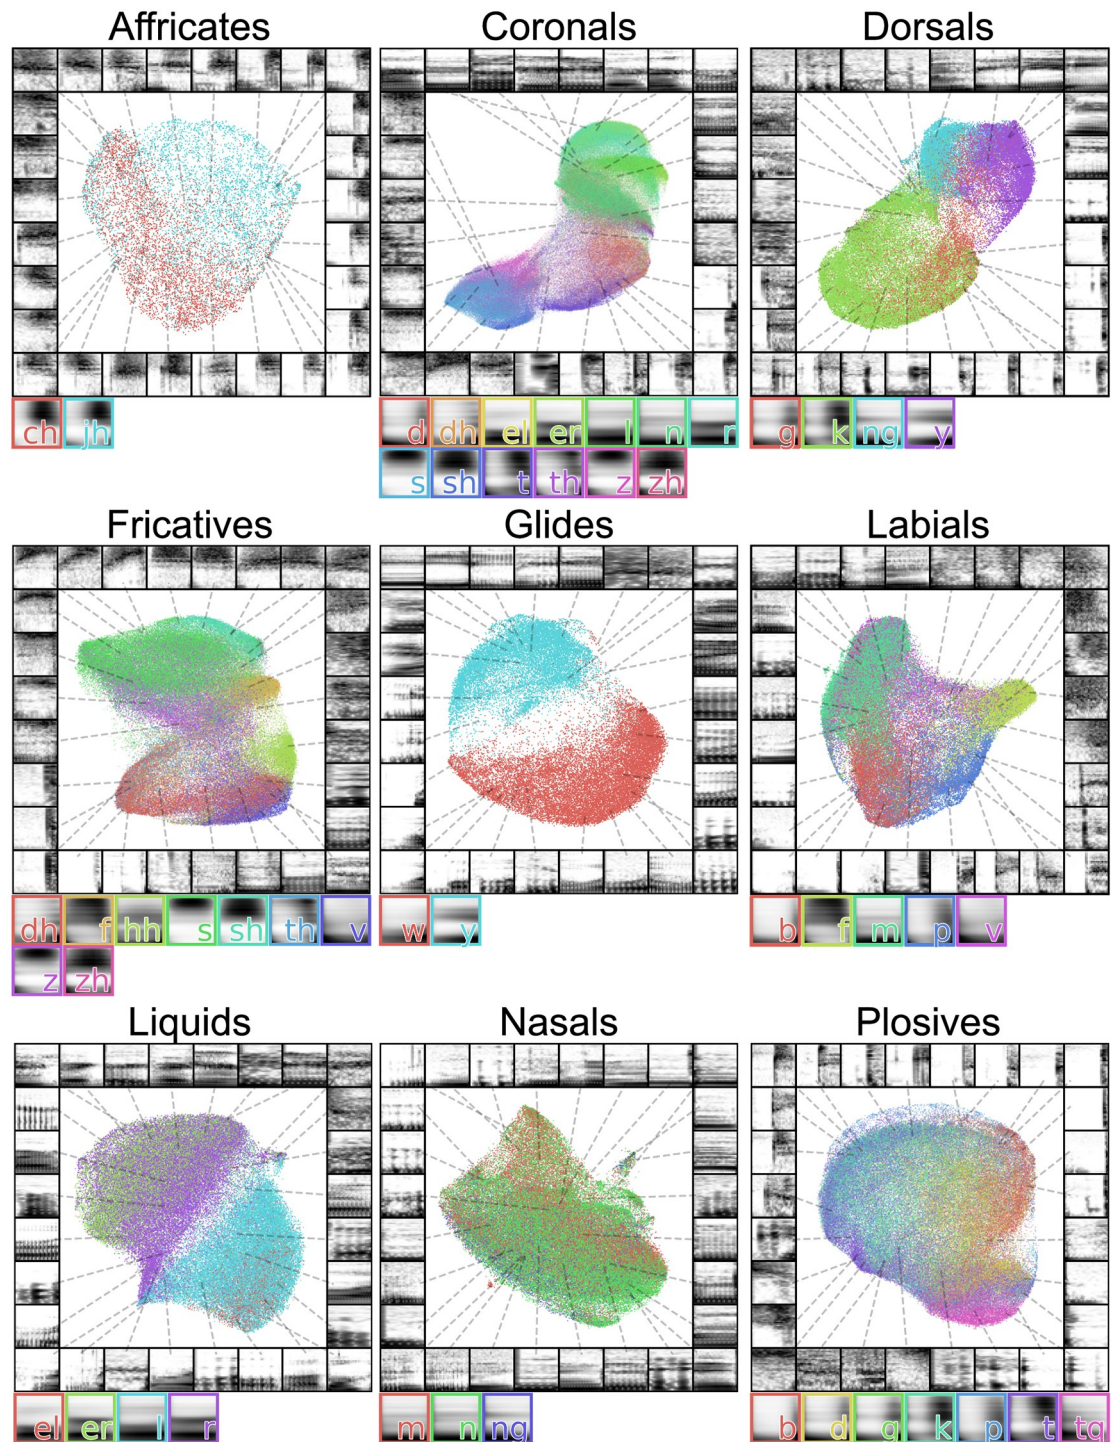 Affricates Coronals Dorsals
ch jh d dh el er l n r g k ng y
s sh t th z zh
Fricatives Glides Labials
dh f hh s sh th v w y b f m p v
z zh
Liquids Nasals Plosives
el er l r m n ng b d g k p t tq